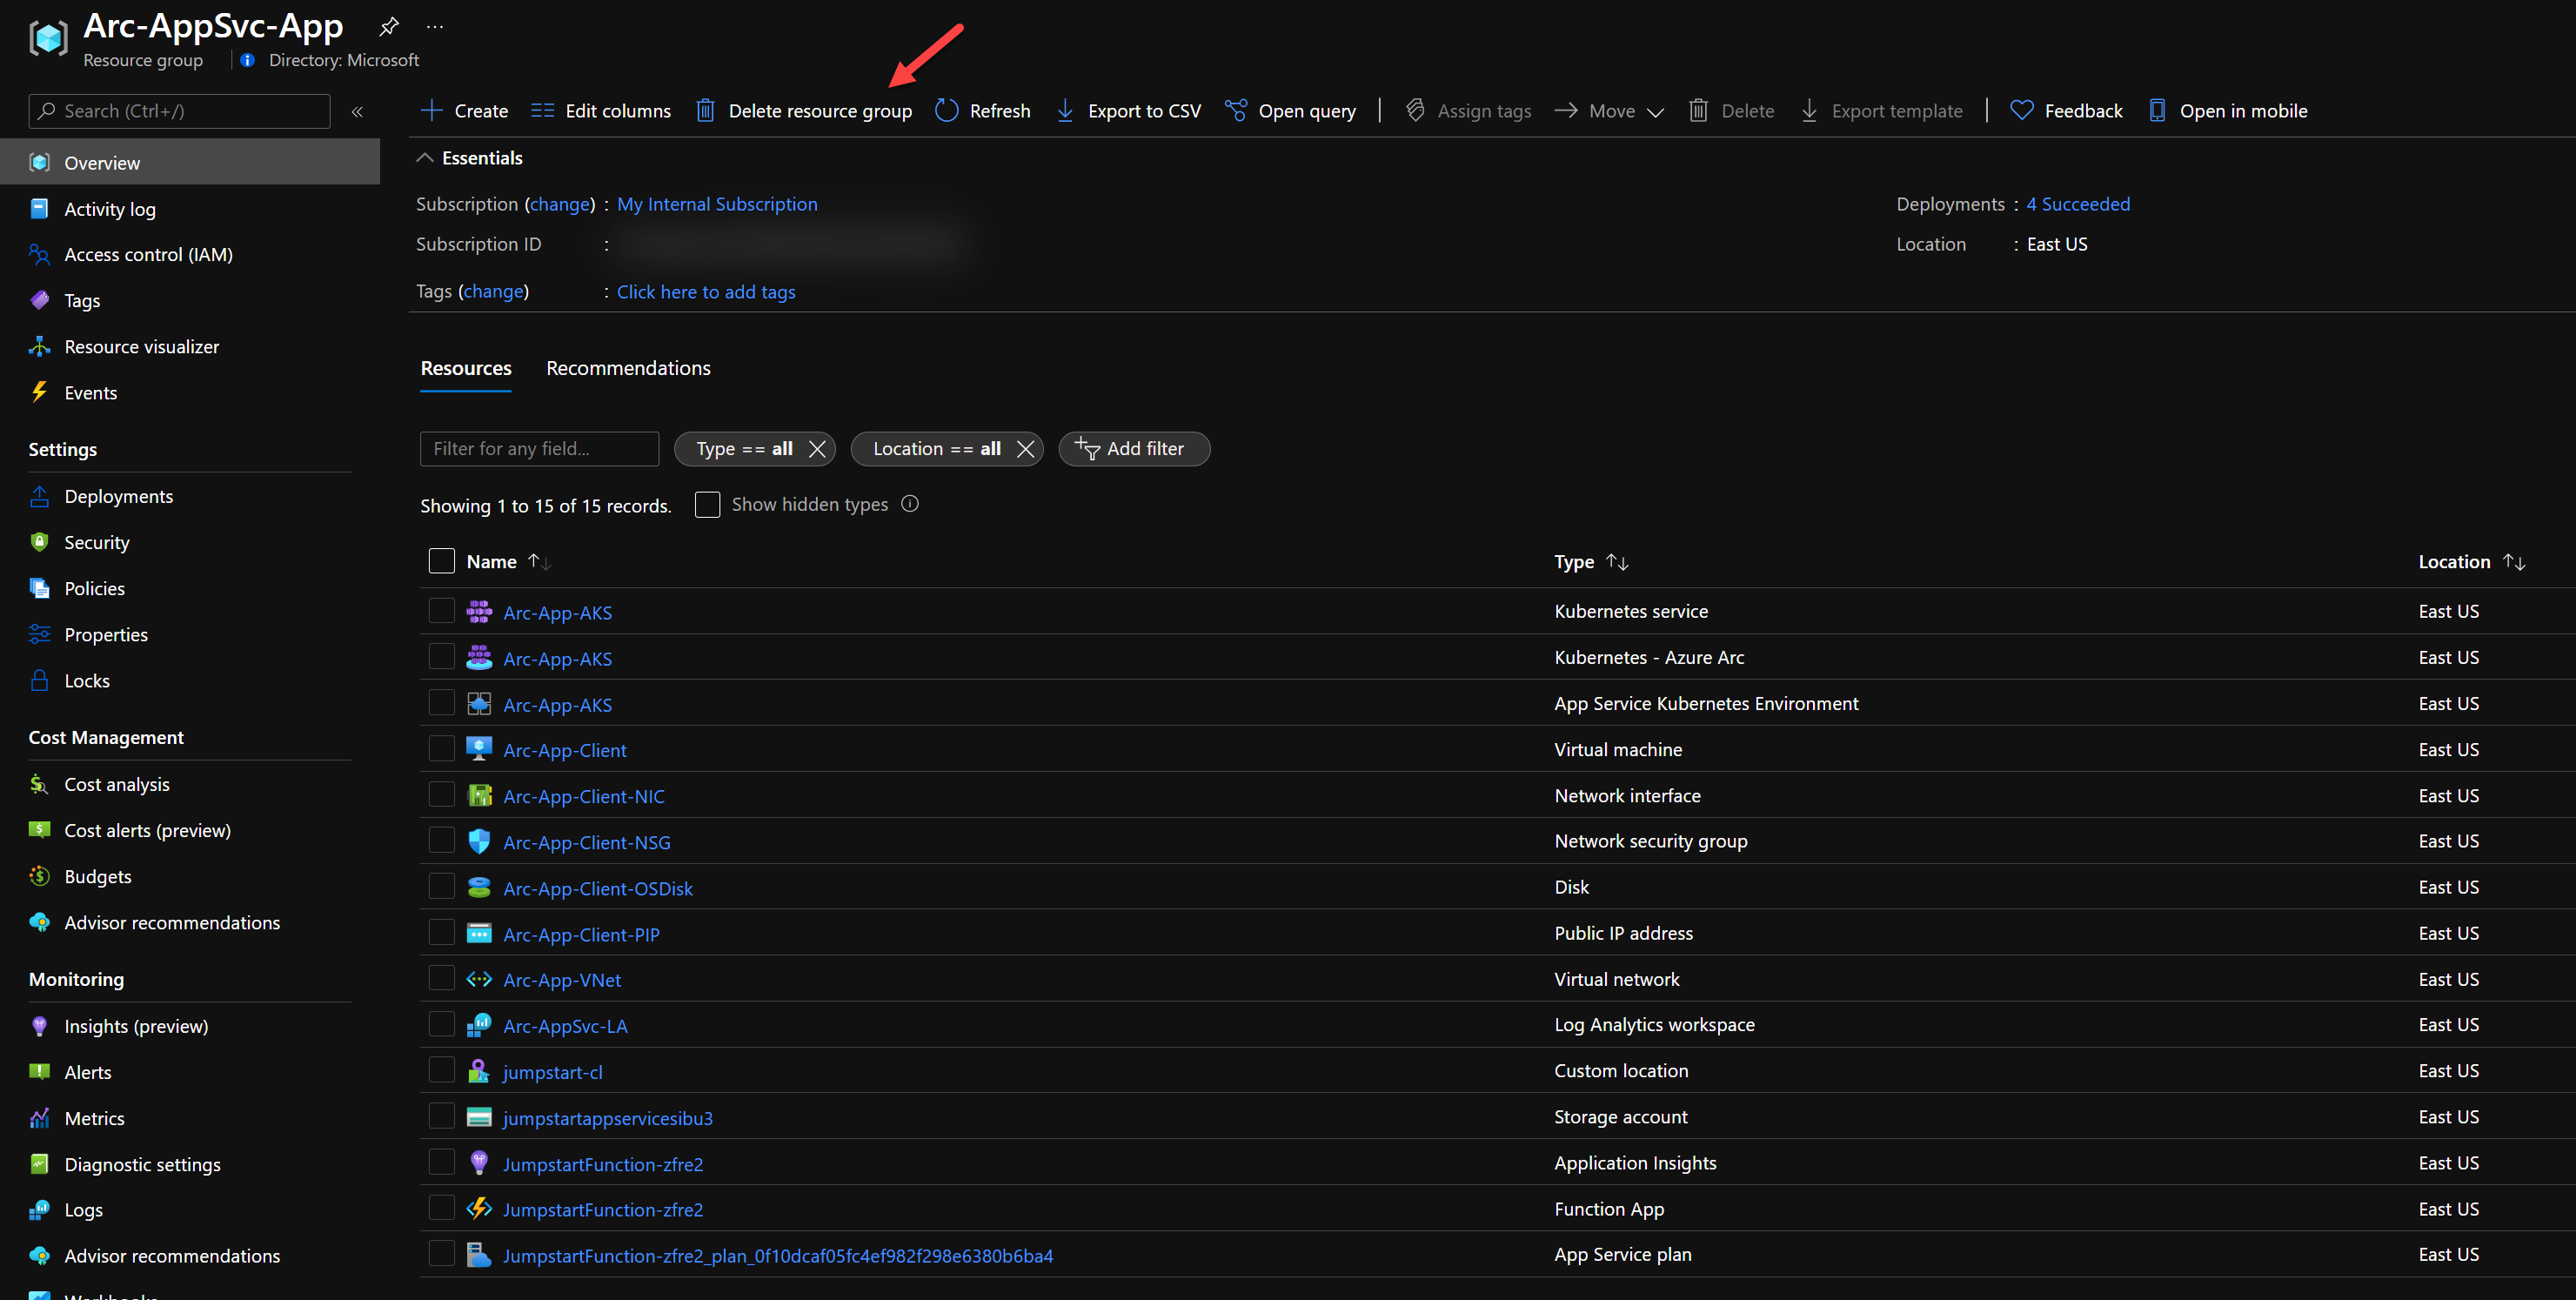 Arc-AppSvc-App
Resource group
Directory: Microsoft
Search (Ctrl+/)
«
Create
Edit columns
Delete resource group
Refresh
Export to CSV
Open query
Assign tags
Move
Delete
Export template
Feedback
Open in mobile
Overview
Activity log
Access control (IAM)
Tags
Resource visualizer
Events
Settings
Deployments
Security
Policies
Properties
Locks
Cost Management
Cost analysis
Cost alerts (preview)
Budgets
Advisor recommendations
Monitoring
Insights (preview)
Alerts
Metrics
Diagnostic settings
Logs
Advisor recommendations
Essentials
Subscription (change) : My Internal Subscription
Subscription ID :
Tags (change) : Click here to add tags
Deployments : 4 Succeeded
Location : East US
Resources Recommendations
Filter for any field... Type == all Location == all Add filter
Showing 1 to 15 of 15 records. Show hidden types
Name Type Location
Arc-App-AKS Kubernetes service East US
Arc-App-AKS Kubernetes - Azure Arc East US
Arc-App-AKS App Service Kubernetes Environment East US
Arc-App-Client Virtual machine East US
Arc-App-Client-NIC Network interface East US
Arc-App-Client-NSG Network security group East US
Arc-App-Client-OSDisk Disk East US
Arc-App-Client-PIP Public IP address East US
Arc-App-VNet Virtual network East US
Arc-AppSvc-LA Log Analytics workspace East US
jumpstart-cl Custom location East US
jumpstartappservicesibu3 Storage account East US
JumpstartFunction-zfre2 Application Insights East US
JumpstartFunction-zfre2 Function App East US
JumpstartFunction-zfre2_plan_0f10dcaf05fc4ef982f298e6380b6ba4 App Service plan East US